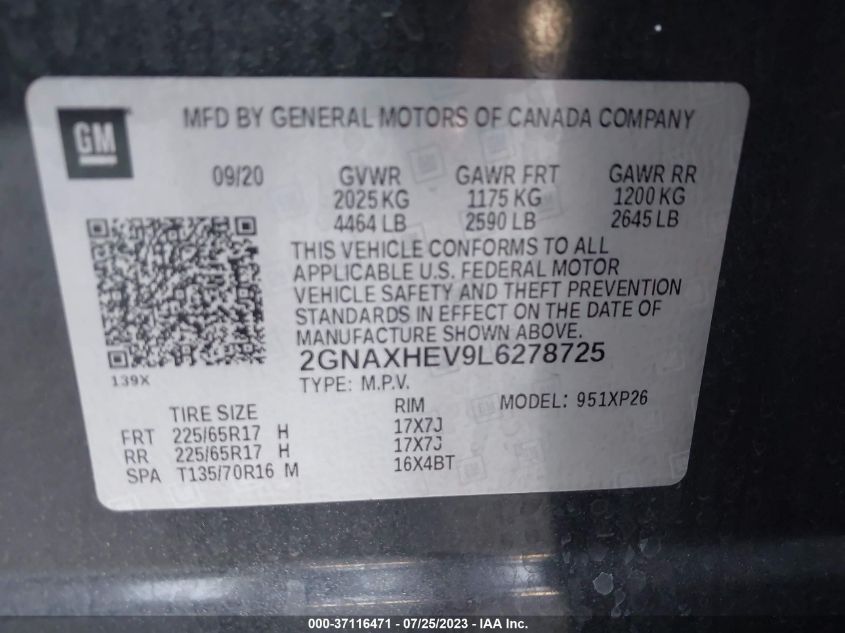 GM
MFD BY GENERAL MOTORS OF CANADA COMPANY
09/20 GVWR GAWR FRT GAWR RR
2025 KG 1175 KG 1200 KG
4464 LB 2590 LB 2645 LB
THIS VEHICLE CONFORMS TO ALL
APPLICABLE U.S. FEDERAL MOTOR
VEHICLE SAFETY AND THEFT PREVENTION
STANDARDS IN EFFECT ON THE DATE OF
MANUFACTURE SHOWN ABOVE.
2GNAXHEV9L6278725
139X
TYPE: M.P.V.
TIRE SIZE RIM MODEL: 951XP26
FRT 225/65R17 H 17X7J
RR 225/65R17 H 17X7J
SPA T135/70R16 M 16X4BT
000-37116471 - 07/25/2023 - IAA Inc.